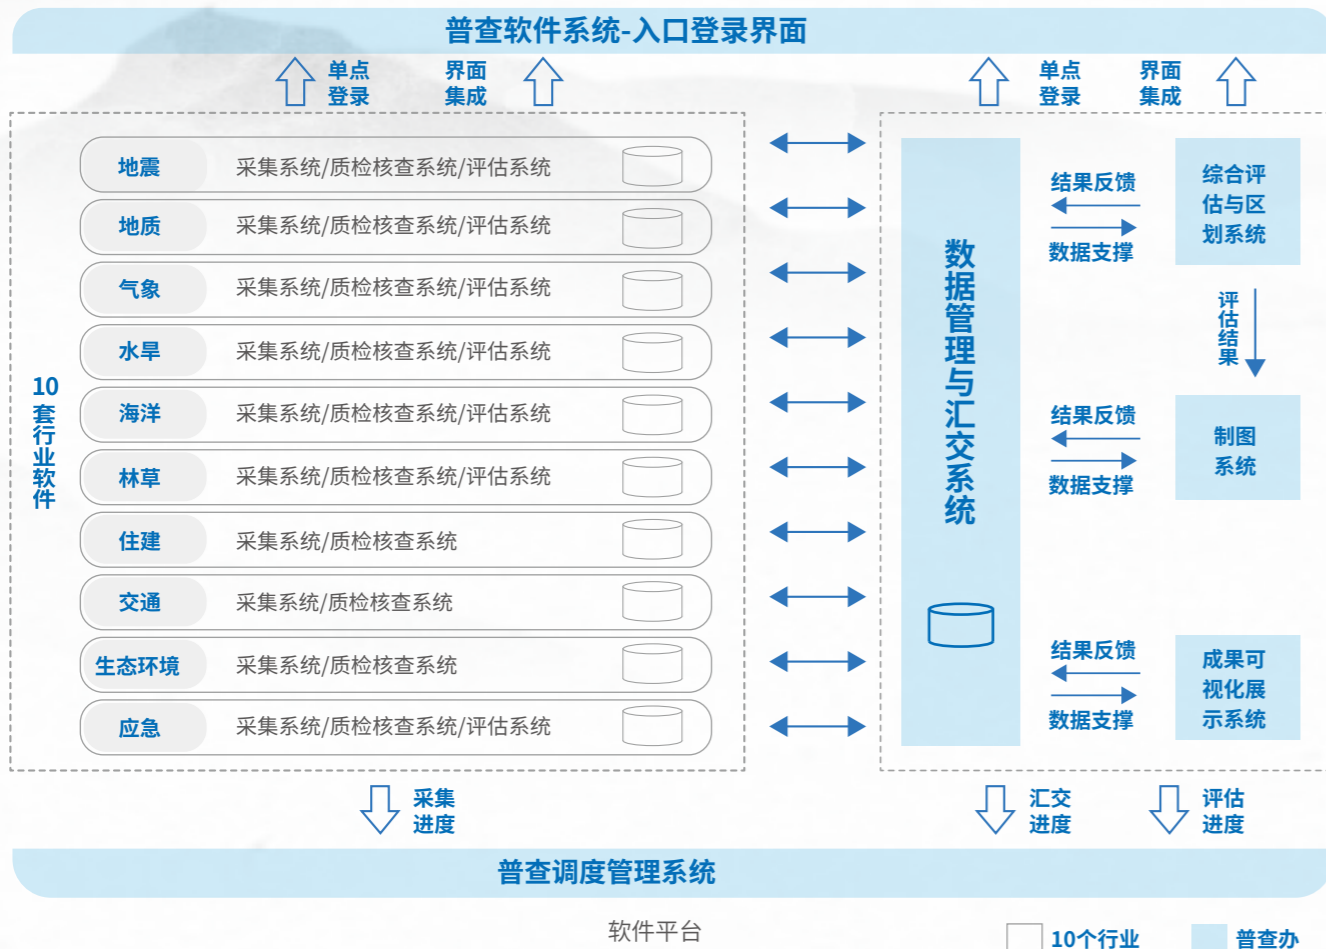 普查软件系统-入口登录界面
单点
登录
界面
集成
单点
登录
界面
集成
10
套行业软件
地震
采集系统/质检核查系统/评估系统
地质
采集系统/质检核查系统/评估系统
气象
采集系统/质检核查系统/评估系统
水旱
采集系统/质检核查系统/评估系统
海洋
采集系统/质检核查系统/评估系统
林草
采集系统/质检核查系统/评估系统
住建
采集系统/质检核查系统
交通
采集系统/质检核查系统
生态环境
采集系统/质检核查系统
应急
采集系统/质检核查系统/评估系统
数据管理与汇交系统
结果反馈
数据支撑
综合评
估与区
划系统
评估结果
结果反馈
数据支撑
制图
系统
结果反馈
数据支撑
成果可
视化展
示系统
采集
进度
汇交
进度
评估
进度
普查调度管理系统
软件平台
10个行业
普查办